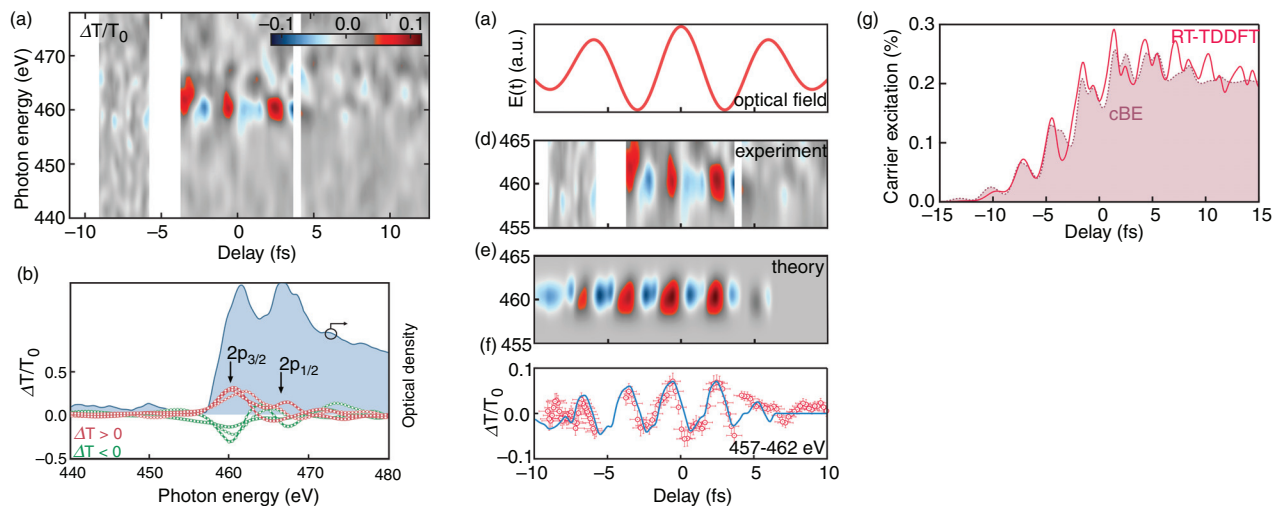 (a)
ΔT/T0
−0.1 0.0 0.1
Photon energy (eV)
470
460
450
440
−10 −5 0 5 10
Delay (fs)
(b)
ΔT/T0
0.5
0.0
−0.5
2p3/2
2p1/2
ΔT > 0
ΔT < 0
Optical density
440 450 460 470 480
Photon energy (eV)
(a)
E(t) (a.u.)
optical field
(d)
465
460
455
experiment
(e)
465
460
455
theory
(f)
ΔT/T0
0.1
0.0
−0.1
457-462 eV
−10 −5 0 5 10
Delay (fs)
(g)
Carrier excitation (%)
0.3
0.2
0.1
0.0
RT-TDDFT
cBE
−15 −10 −5 0 5 10 15
Delay (fs)